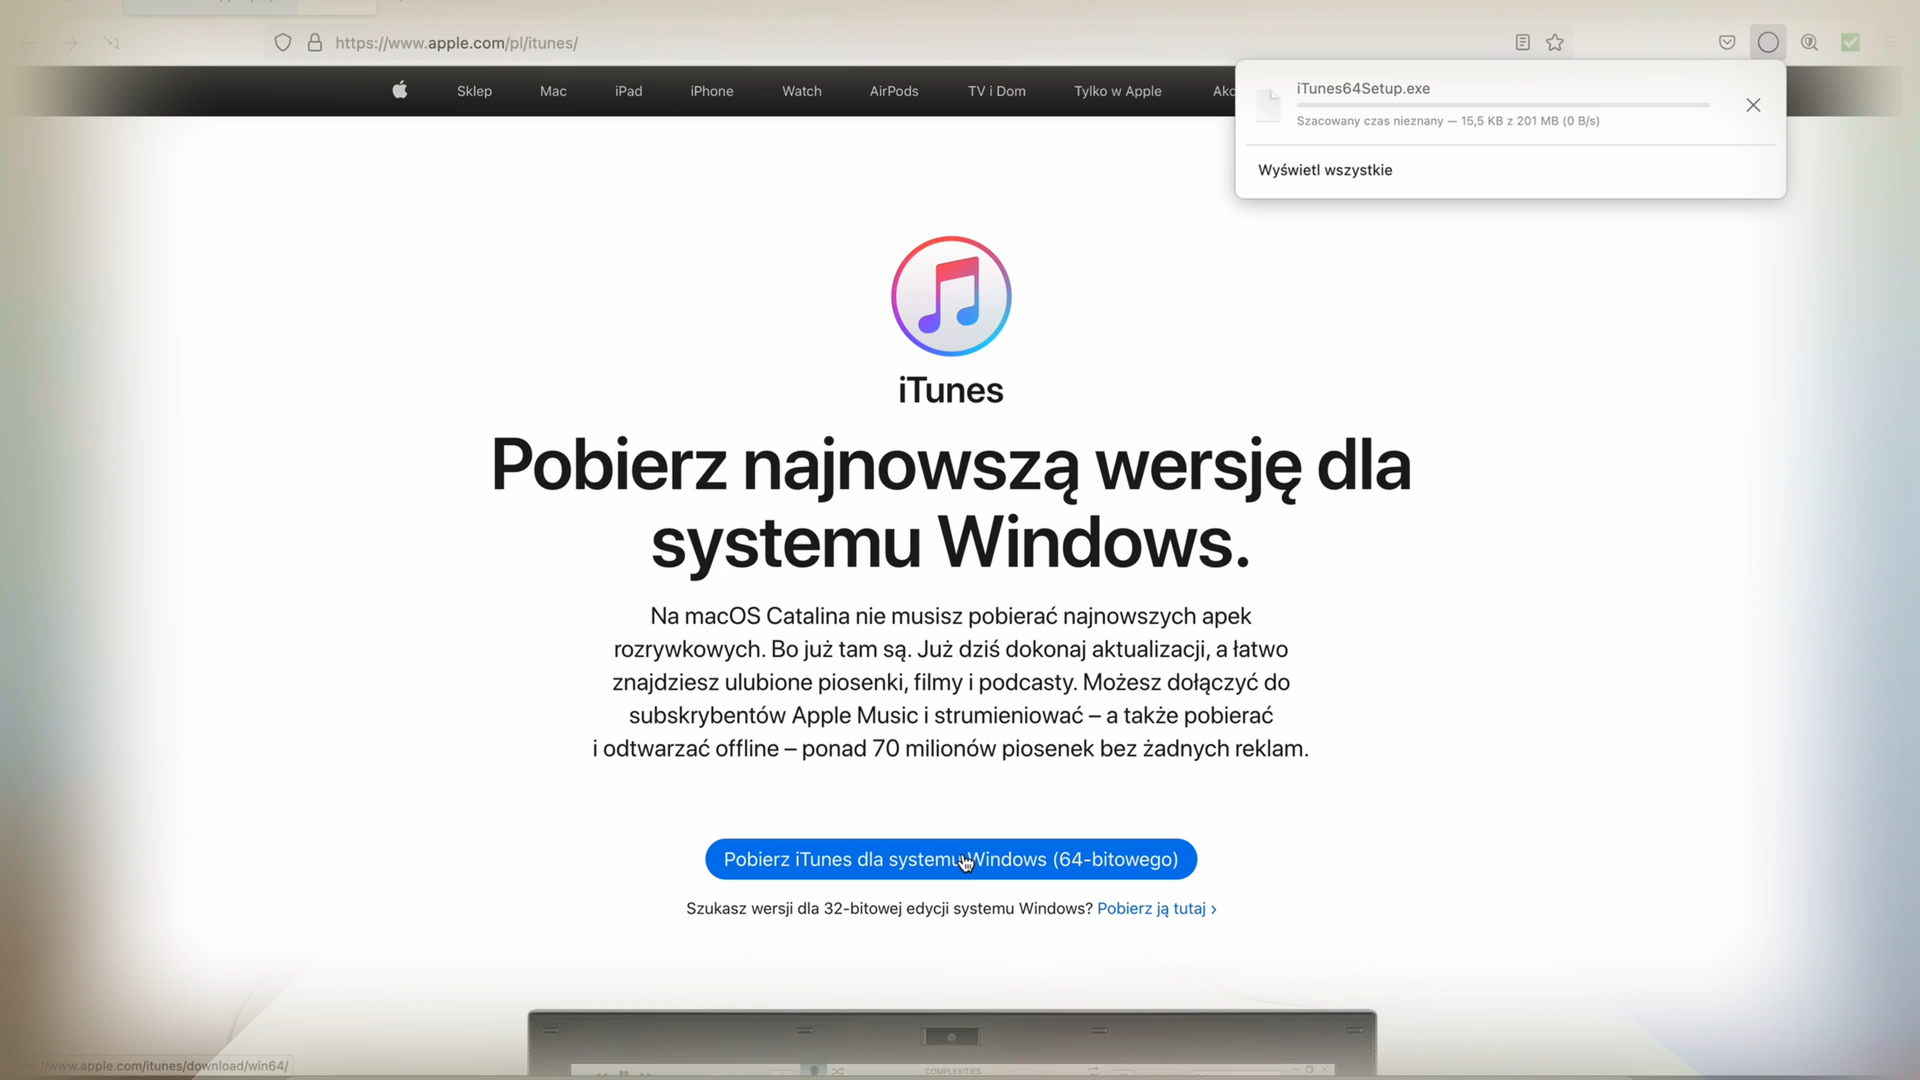 https://www.apple.com/pl/itunes/
Sklep Mac iPad iPhone Watch AirPods TV i Dom Tylko w Apple
iTunes64Setup.exe
Szacowany czas nieznany — 15,5 KB z 201 MB (0 B/s)
Wyświetl wszystkie
iTunes
Pobierz najnowszą wersję dla
systemu Windows.
Na macOS Catalina nie musisz pobierać najnowszych apek
rozrywkowych. Bo już tam są. Już dziś dokonaj aktualizacji, a łatwo
znajdziesz ulubione piosenki, filmy i podcasty. Możesz dołączyć do
subskrybentów Apple Music i strumieniować – a także pobierać
i odtwarzać offline – ponad 70 milionów piosenek bez żadnych reklam.
Pobierz iTunes dla systemu Windows (64-bitowego)
Szukasz wersji dla 32-bitowej edycji systemu Windows? Pobierz ją tutaj ›
COMPLEXITIES
/www.apple.com/itunes/download/win64/